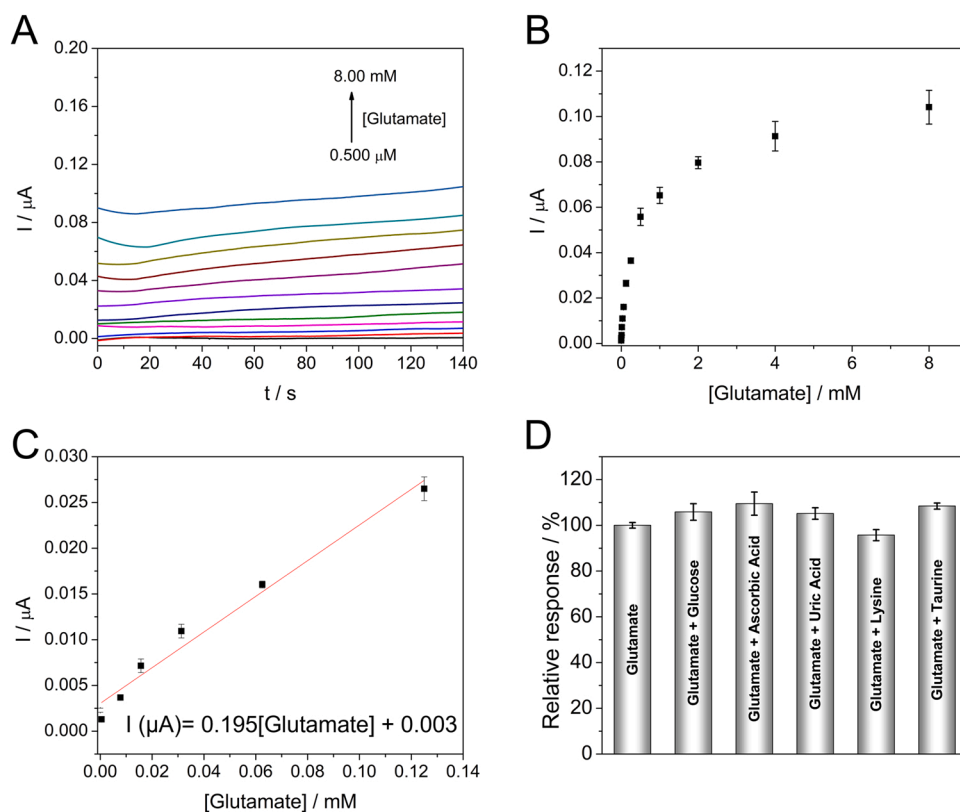 A
0.20
0.16
0.12
0.08
0.04
0.00
I / μA
8.00 mM
[Glutamate]
0.500 μM
0 20 40 60 80 100 120 140
t / s
B
0.12
0.10
0.08
0.06
0.04
0.02
0.00
I / μA
0 2 4 6 8
[Glutamate] / mM
C
0.030
0.025
0.020
0.015
0.010
0.005
0.000
I / μA
I (μA)= 0.195[Glutamate] + 0.003
0.00 0.02 0.04 0.06 0.08 0.10 0.12 0.14
[Glutamate] / mM
D
120
100
80
60
40
20
0
Relative response / %
Glutamate
Glutamate + Glucose
Glutamate + Ascorbic Acid
Glutamate + Uric Acid
Glutamate + Lysine
Glutamate + Taurine